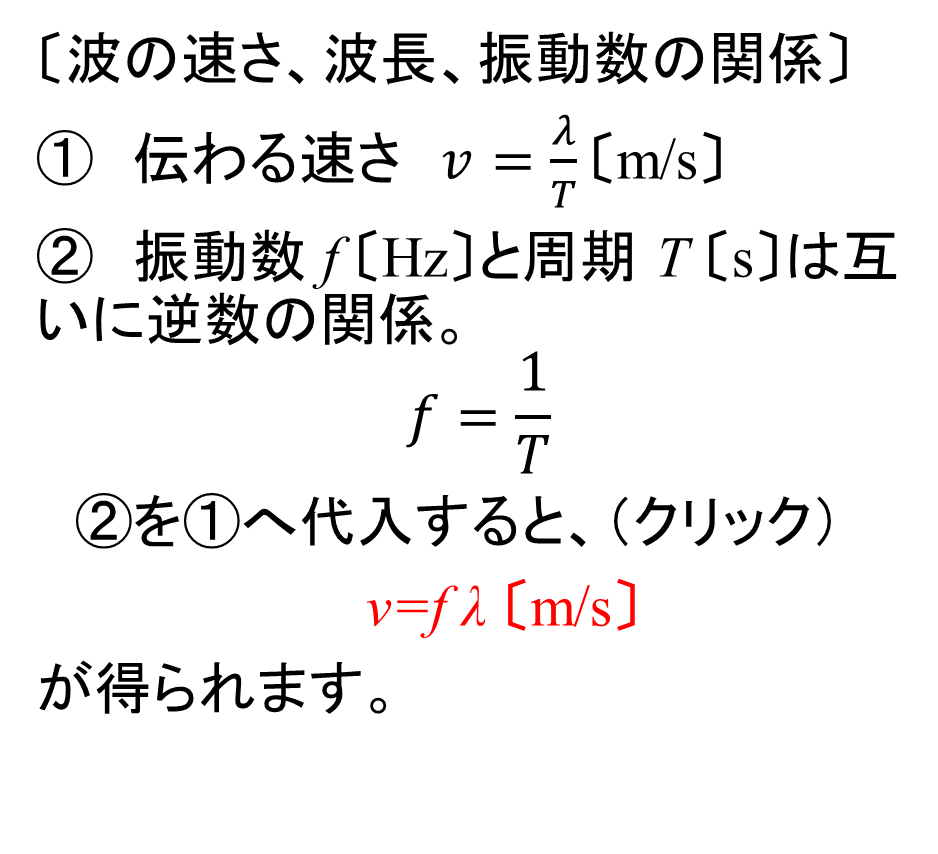 〔波の速さ、波長、振動数の関係〕
① 伝わる速さ v = λ/T〔m/s〕
② 振動数 f〔Hz〕と周期 T〔s〕は互
いに逆数の関係。
f = 1/T
②を①へ代入すると、（クリック）
v=f λ〔m/s〕
が得られます。